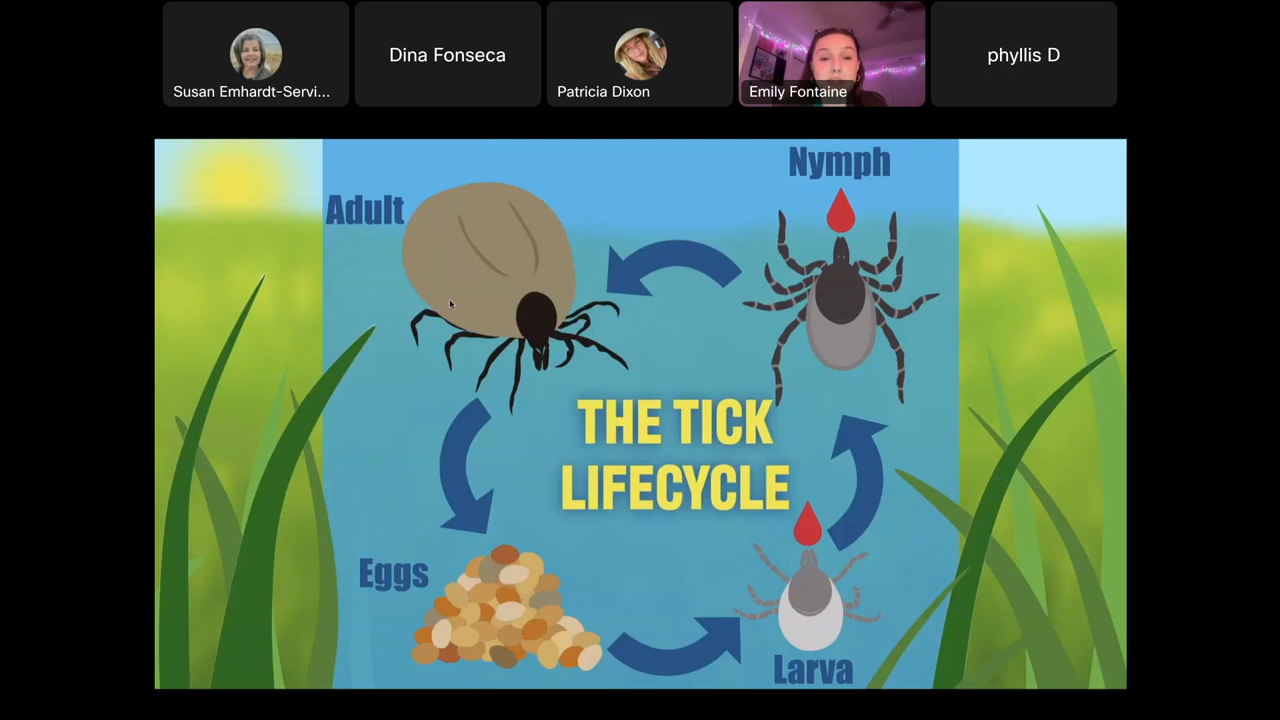 Susan Emhardt-Servi...
Dina Fonseca
Patricia Dixon
Emily Fontaine
phyllis D
Nymph
Adult
THE TICK
LIFECYCLE
Eggs
Larva